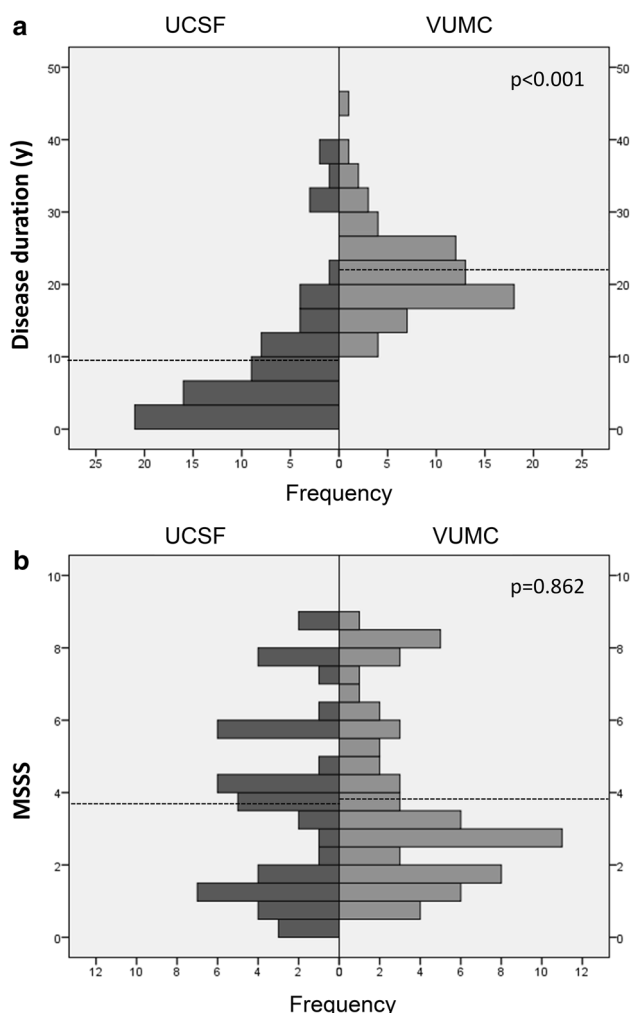 a
UCSF VUMC
p<0.001
50 50
40 40
30 30
20 20
10 10
0 0
Disease duration (y)
25 20 15 10 5 0 5 10 15 20 25
Frequency
b
UCSF VUMC
p=0.862
10 10
8 8
6 6
4 4
2 2
0 0
MSSS
12 10 8 6 4 2 0 2 4 6 8 10 12
Frequency